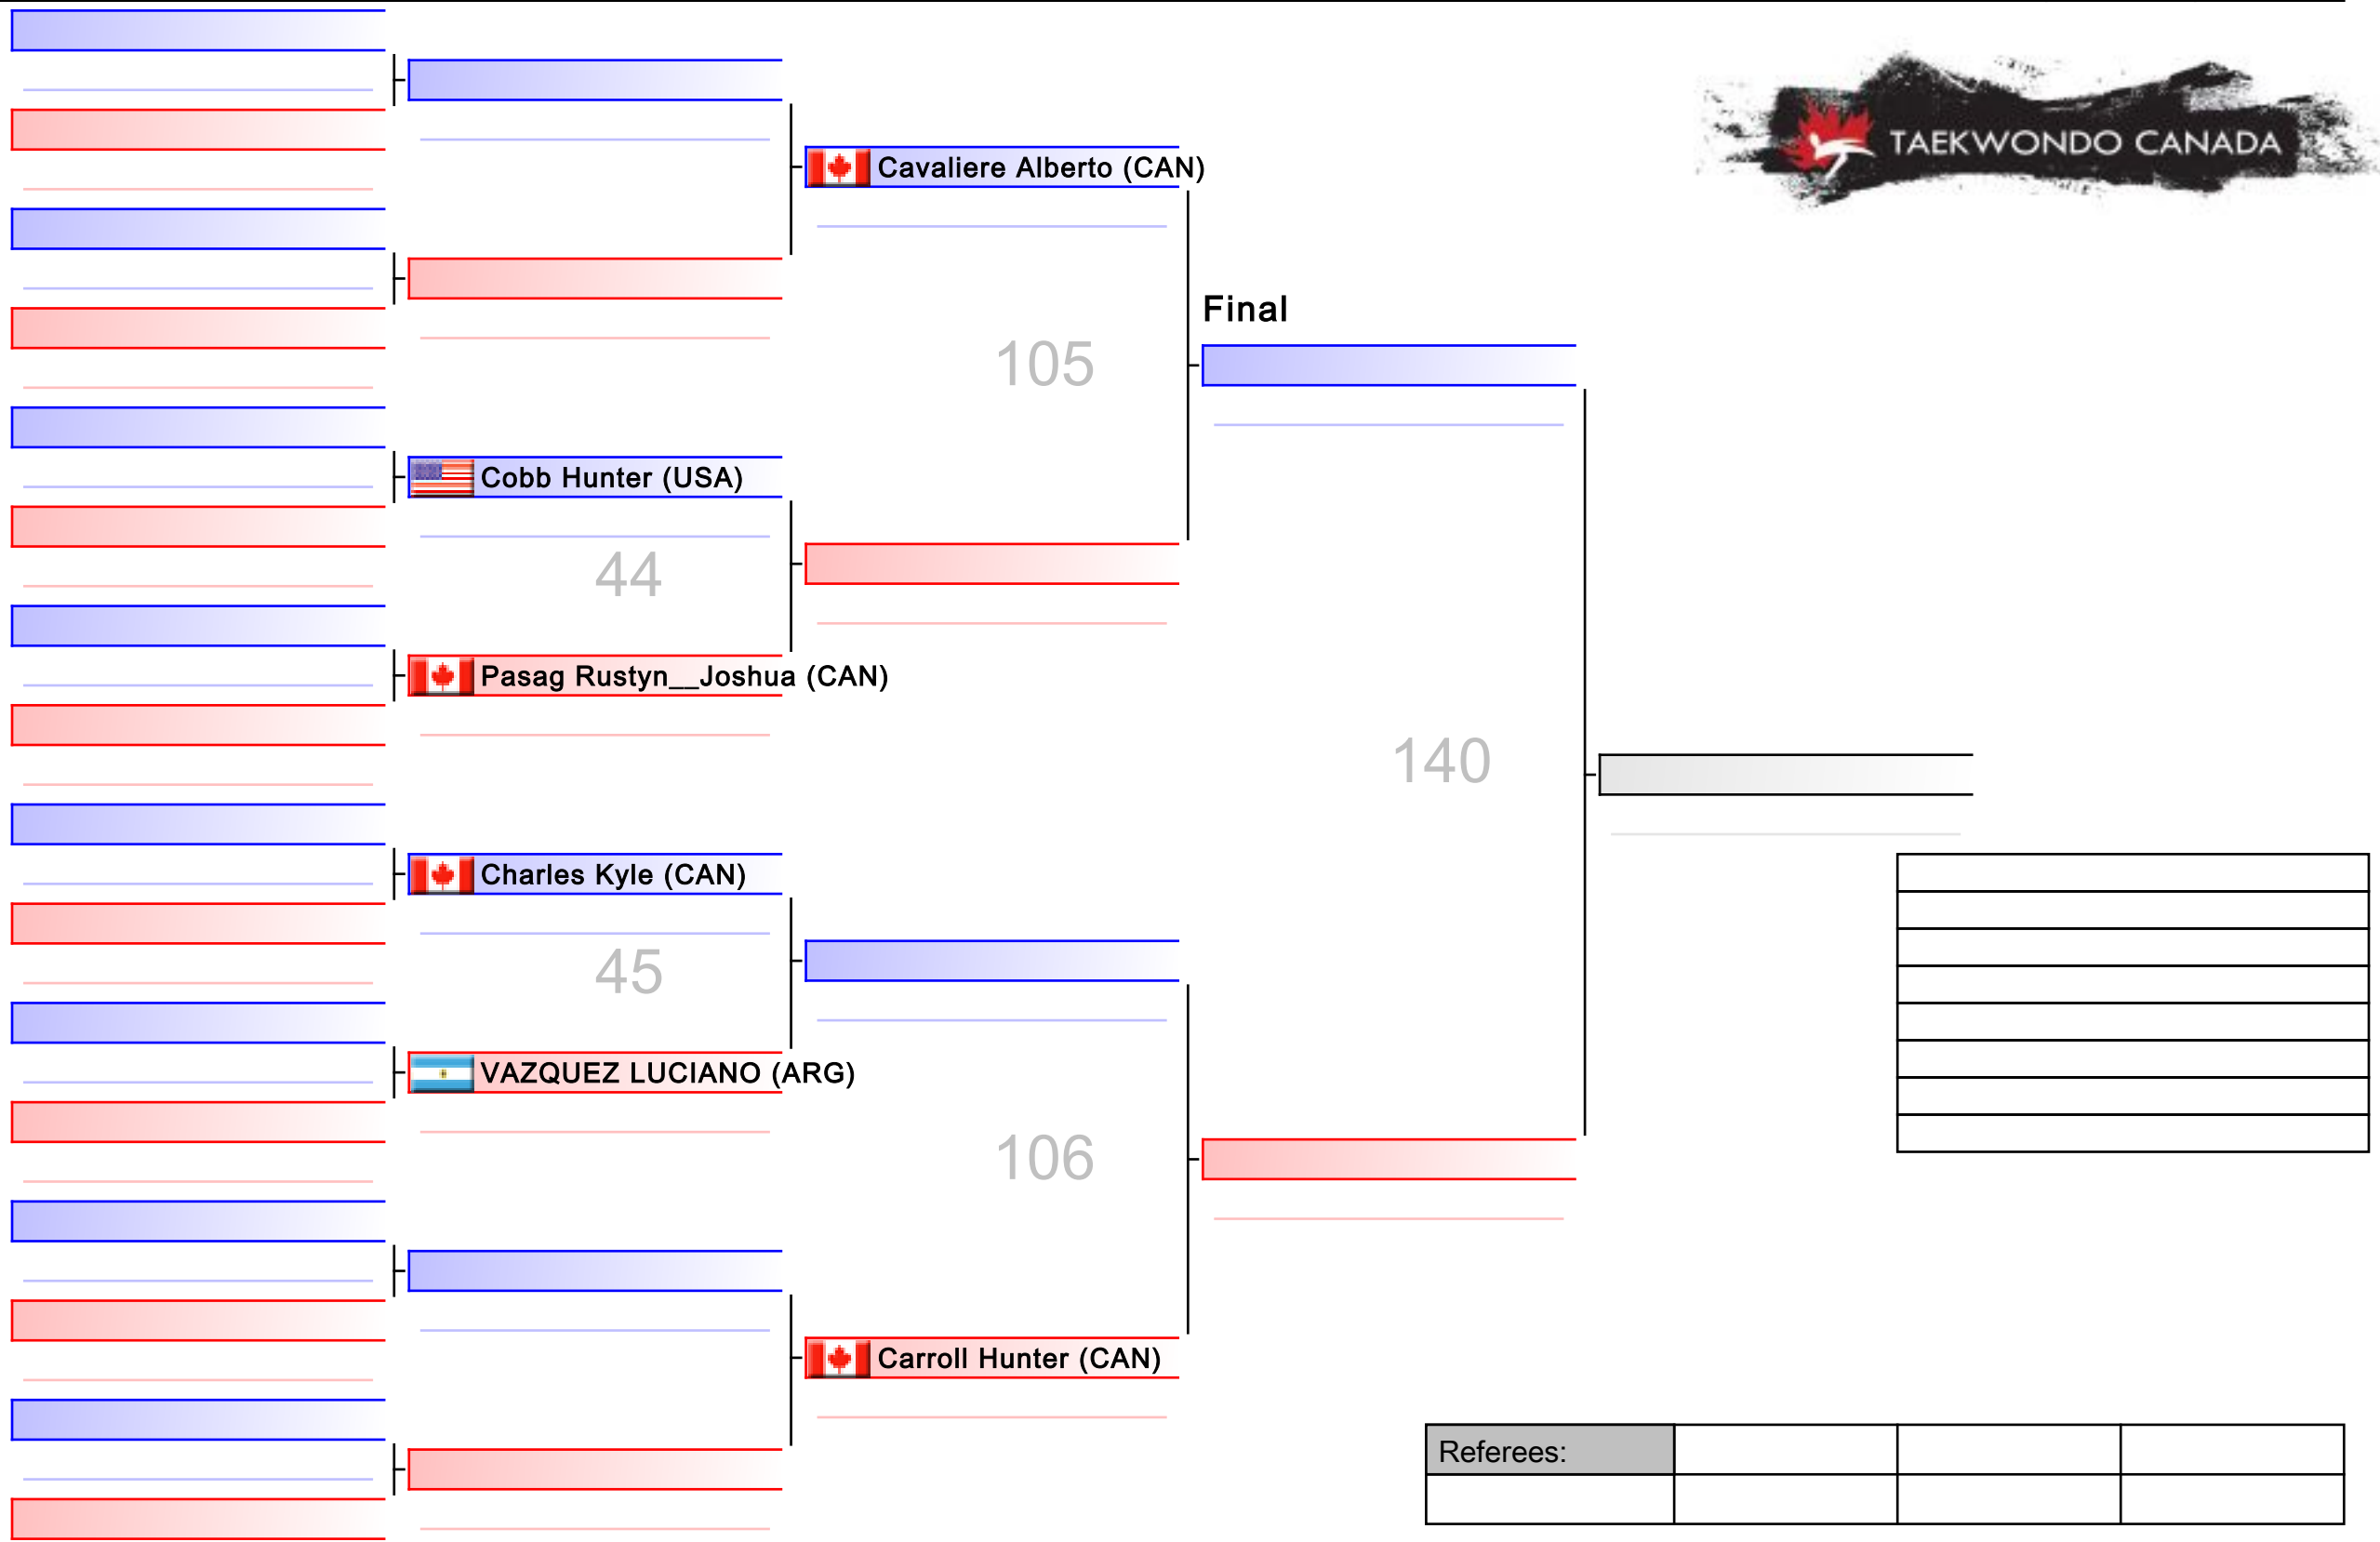 TAEKWONDO CANADA
Cavaliere Alberto (CAN)
Final
105
Cobb Hunter (USA)
44
Pasag Rustyn__Joshua (CAN)
140
Charles Kyle (CAN)
45
VAZQUEZ LUCIANO (ARG)
106
Carroll Hunter (CAN)
Referees: